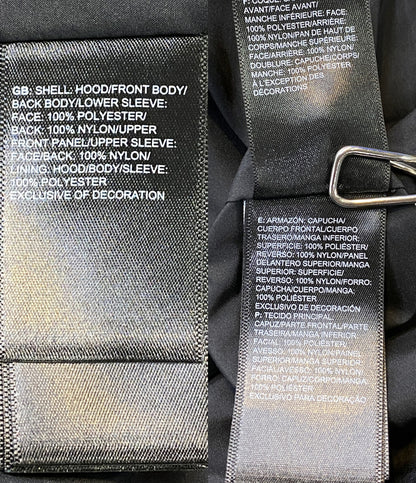 GB: SHELL: HOOD/FRONT BODY/
BACK BODY/LOWER SLEEVE:
FACE: 100% POLYESTER/
BACK: 100% NYLON/UPPER
FRONT PANEL/UPPER SLEEVE:
FACE/BACK: 100% NYLON/
LINING: HOOD/BODY/SLEEVE:
100% POLYESTER
EXCLUSIVE OF DECORATION
F: COQUE
AVANT/FACE AVANT/
MANCHE INFÉRIEURE: FACE:
100% POLYESTER/ARRIÈRE:
100% NYLON/PAN DE HAUT DE
CORPS/MANCHE SUPÉRIEURE:
FACE/ARRIÈRE: 100% NYLON/
DOUBLURE: CAPUCHE/CORPS/
MANCHE: 100% POLYESTER
À L'EXCEPTION DES
DÉCORATIONS
E: ARMAZÓN: CAPUCHA/
CUERPO FRONTAL/CUERPO
TRASERO/MANGA INFERIOR:
SUPERFICIE: 100% POLIÉSTER/
REVERSO: 100% NYLON/PANEL
DELANTERO SUPERIOR/MANGA
SUPERIOR: SUPERFICIE/
REVERSO: 100% NYLON/FORRO:
CAPUCHA/CUERPO/MANGA:
100% POLIÉSTER
EXCLUSIVO DE DECORACIÓN
P: TECIDO PRINCIPAL:
CAPUZ/PARTE FRONTAL/PARTE
TRASEIRA/MANGA INFERIOR:
FACIAL: 100% POLIÉSTER/
AVESSO: 100% NYLON/PAINEL
SUPERIOR/MANGA SUPERIOR:
FACIAL/AVESSO: 100% NYLON/
FORRO: CAPUZ/CORPO/MANGA:
100% POLIÉSTER
EXCLUSIVO PARA DECORAÇÃO